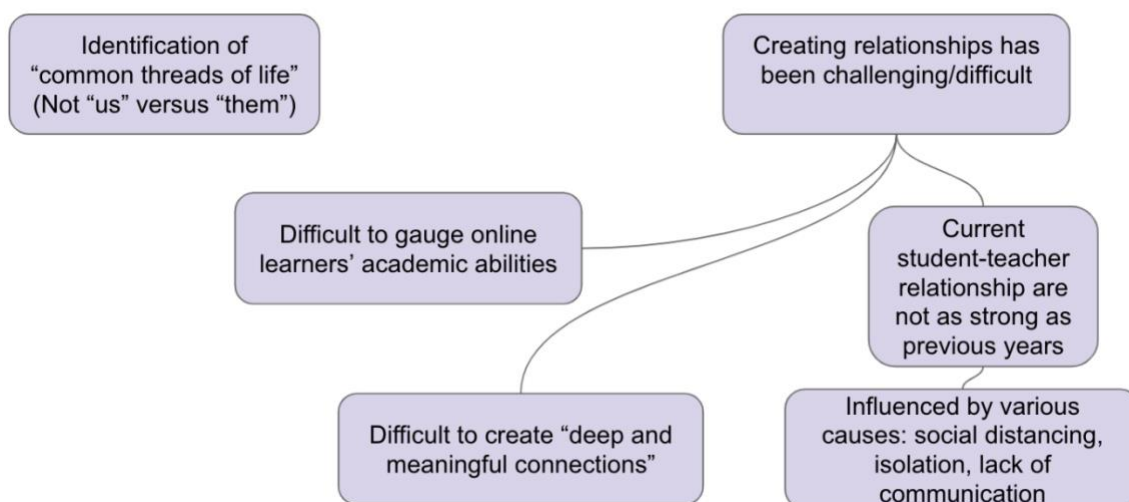 Identification of
“common threads of life”
(Not “us” versus “them”)
Creating relationships has
been challenging/difficult
Difficult to gauge online
learners’ academic abilities
Current
student-teacher
relationship are
not as strong as
previous years
Difficult to create “deep and
meaningful connections”
Influenced by various
causes: social distancing,
isolation, lack of
communication